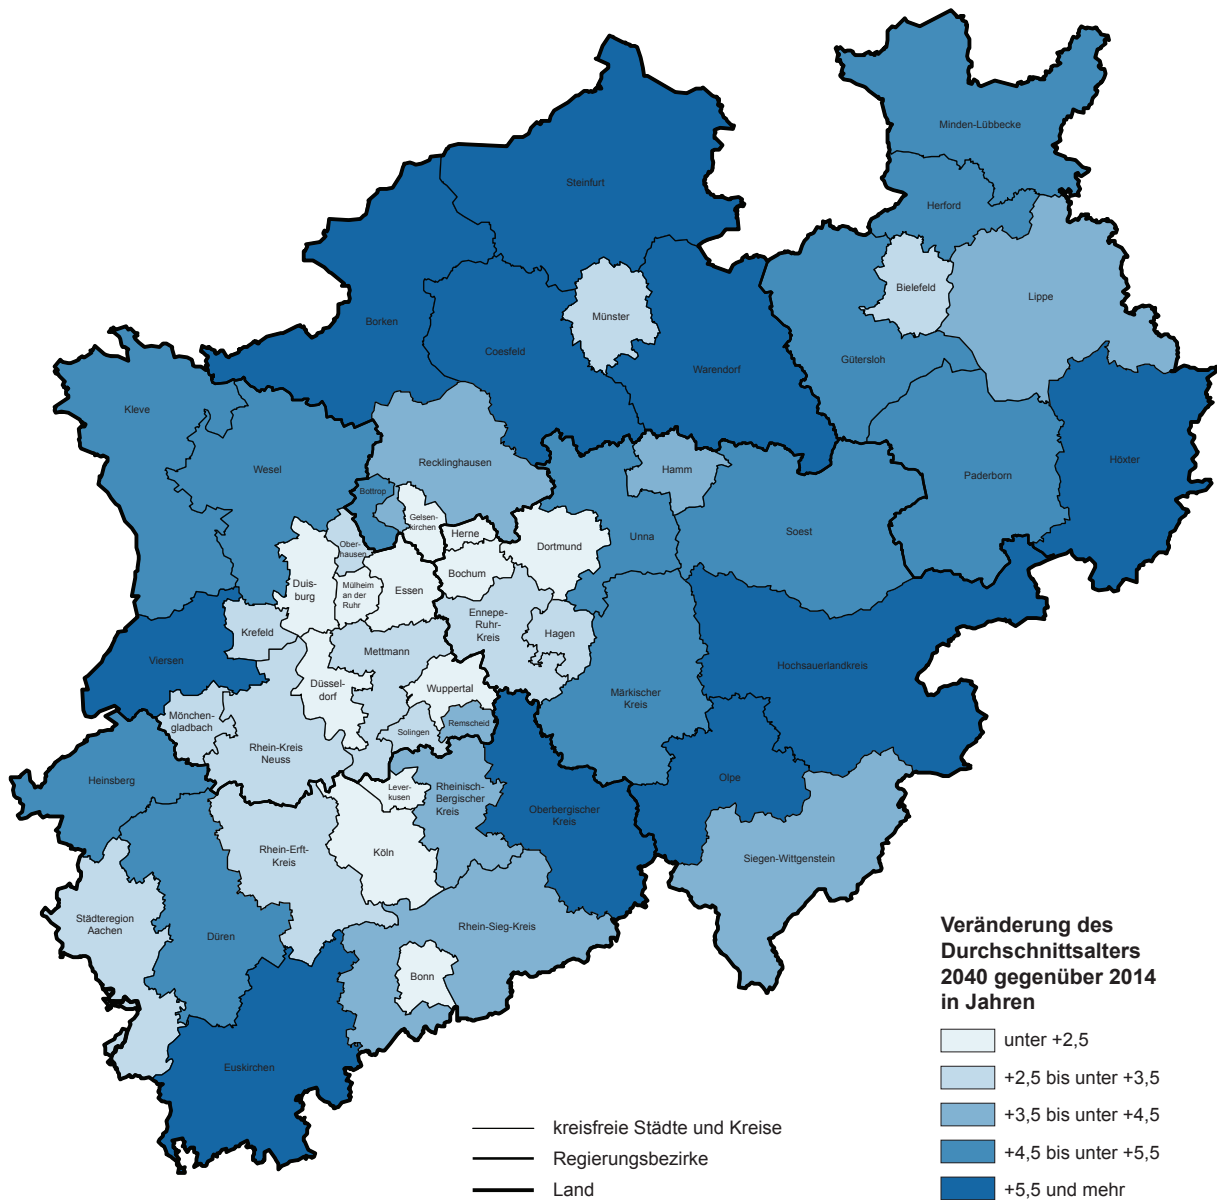 Minden-Lübbecke
Steinfurt
Herford
Bielefeld
Lippe
Münster
Borken
Coesfeld
Gütersloh
Warendorf
Kleve
Höxter
Recklinghausen
Wesel
Hamm
Paderborn
Bottrop
Gelsen-
kirchen
Herne
Dortmund
Unna
Soest
Ober-
hausen
Bochum
Duis-
burg
Mülheim
an der
Ruhr
Essen
Ennepe-
Ruhr-
Kreis
Hagen
Krefeld
Mettmann
Viersen
Hochsauerlandkreis
Düssel-
dorf
Wuppertal
Märkischer
Kreis
Mönchen-
gladbach
Solingen
Remscheid
Rhein-Kreis
Neuss
Heinsberg
Olpe
Lever-
kusen
Rheinisch-
Bergischer
Kreis
Oberbergischer
Kreis
Rhein-Erft-
Kreis
Köln
Siegen-Wittgenstein
Städteregion
Aachen
Düren
Rhein-Sieg-Kreis
Bonn
Euskirchen
Veränderung des
Durchschnittsalters
2040 gegenüber 2014
in Jahren
unter +2,5
+2,5 bis unter +3,5
+3,5 bis unter +4,5
+4,5 bis unter +5,5
+5,5 und mehr
kreisfreie Städte und Kreise
Regierungsbezirke
Land